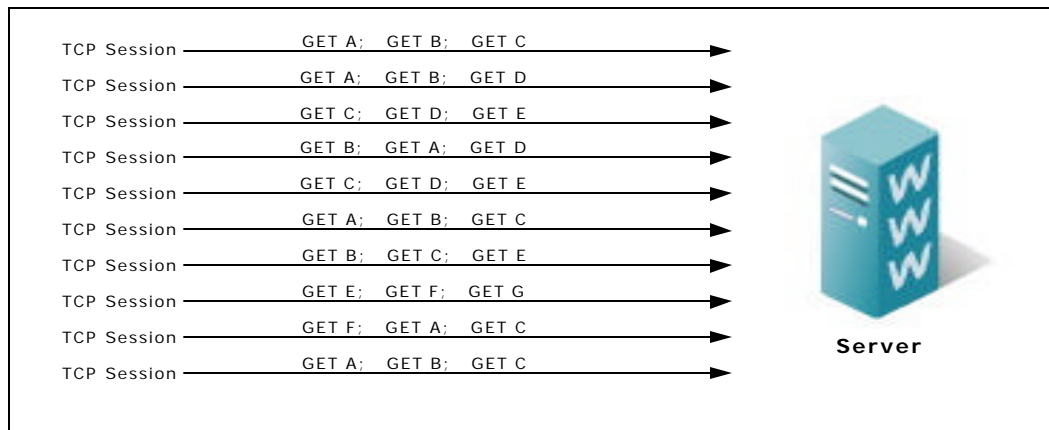 TCP Session GET A; GET B; GET C
TCP Session GET A; GET B; GET D
TCP Session GET C; GET D; GET E
TCP Session GET B; GET A; GET D
TCP Session GET C; GET D; GET E
TCP Session GET A; GET B; GET C
TCP Session GET B; GET C; GET E
TCP Session GET E; GET F; GET G
TCP Session GET F; GET A; GET C
TCP Session GET A; GET B; GET C
WWW
Server